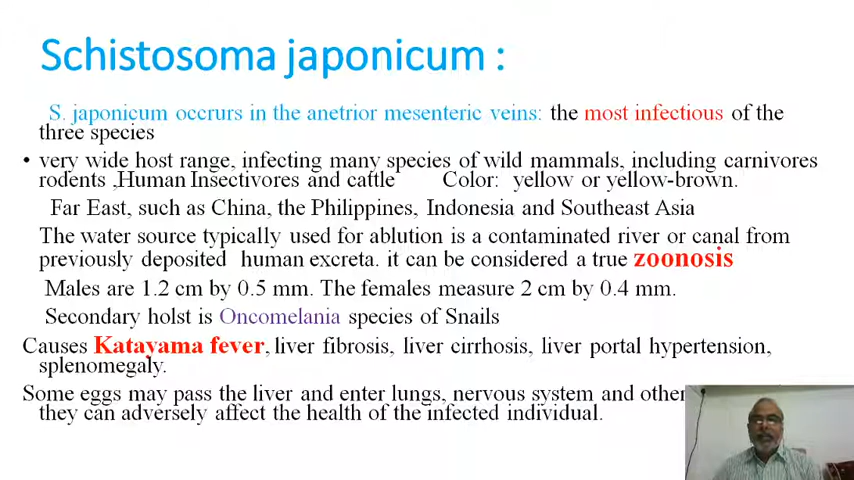 Schistosoma japonicum :
S. japonicum occrurs in the anetrior mesenteric veins: the most infectious of the
three species
• very wide host range, infecting many species of wild mammals, including carnivores
rodents ,Human Insectivores and cattle Color: yellow or yellow-brown.
Far East, such as China, the Philippines, Indonesia and Southeast Asia
The water source typically used for ablution is a contaminated river or canal from
previously deposited human excreta. it can be considered a true zoonosis
Males are 1.2 cm by 0.5 mm. The females measure 2 cm by 0.4 mm.
Secondary holst is Oncomelania species of Snails
Causes Katayama fever, liver fibrosis, liver cirrhosis, liver portal hypertension,
splenomegaly.
Some eggs may pass the liver and enter lungs, nervous system and other
they can adversely affect the health of the infected individual.